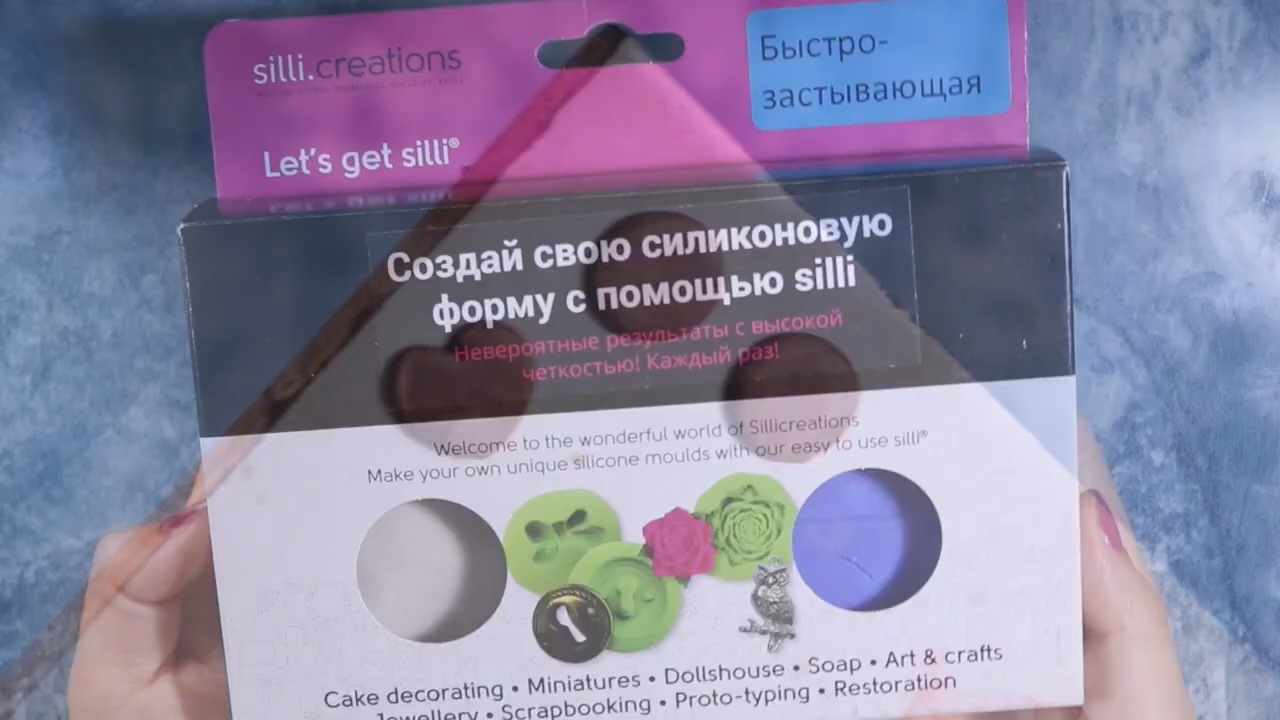 silli.creations
Let's get silli®
Быстро-
застывающая
Создай свою силиконовую
форму с помощью silli
Невероятные результаты с высокой
четкостью! Каждый раз!
Welcome to the wonderful world of Sillicreations
Make your own unique silicone moulds with our easy to use silli®
Cake decorating • Miniatures • Dollshouse • Soap • Art & crafts
Jewellery • Scrapbooking • Proto-typing • Restoration